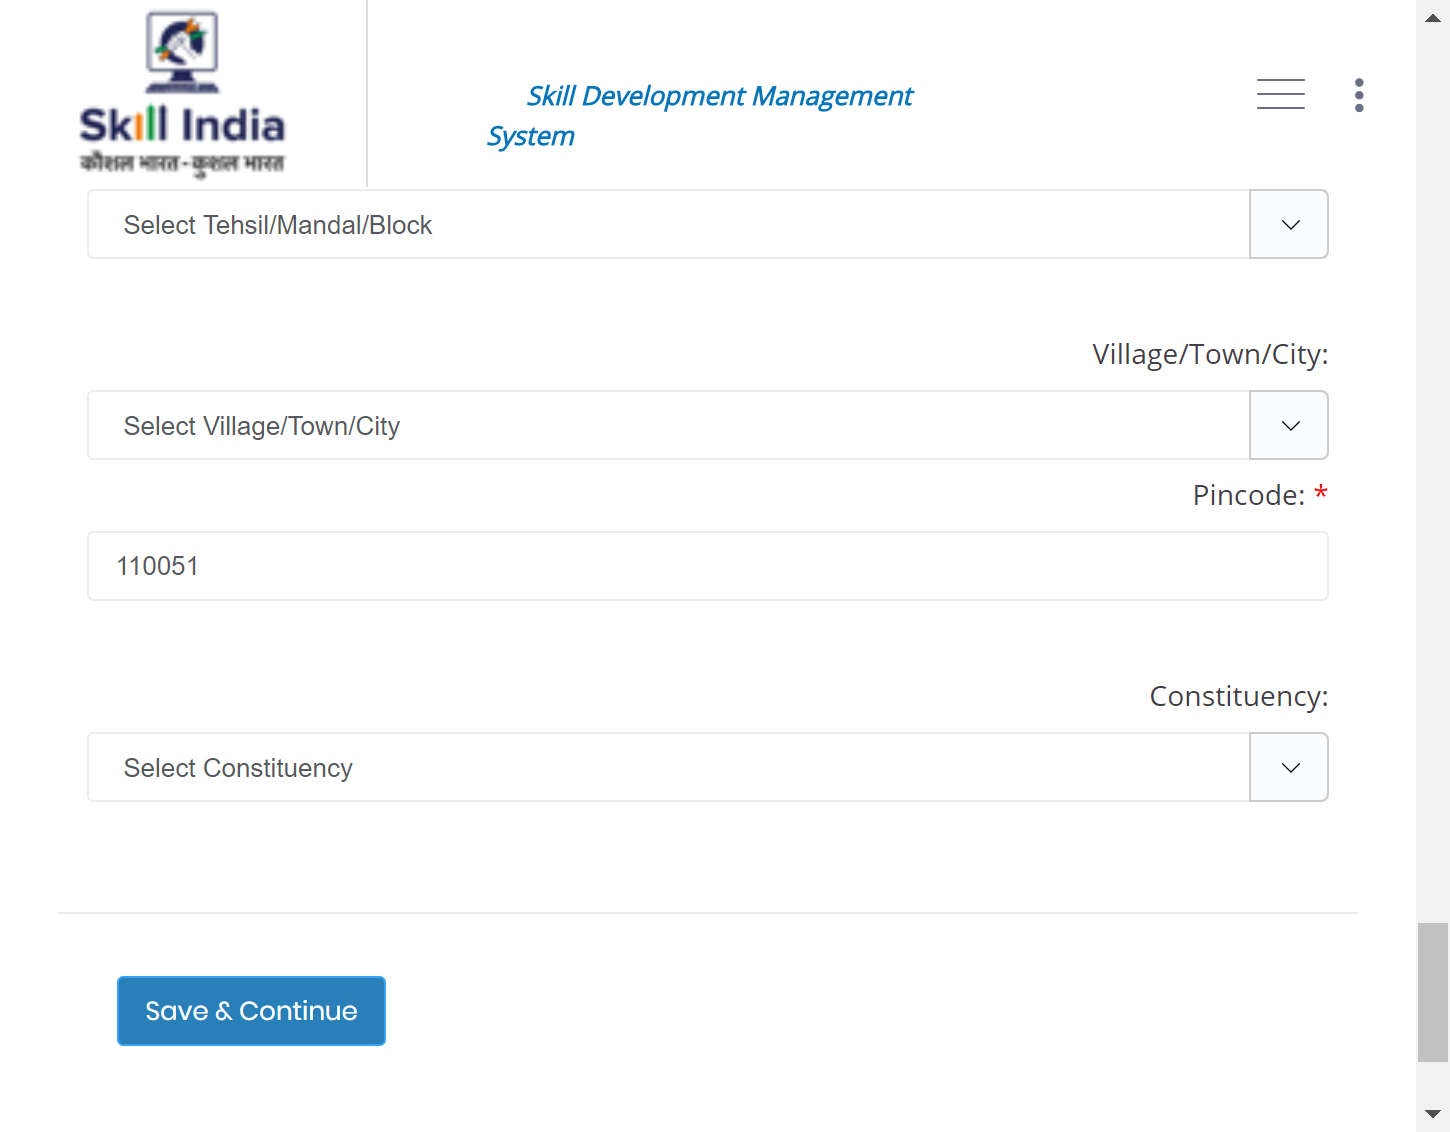 Skill India
कौशल भारत - कुशल भारत
Skill Development Management
System
Select Tehsil/Mandal/Block
Village/Town/City:
Select Village/Town/City
Pincode: *
110051
Constituency:
Select Constituency
Save & Continue